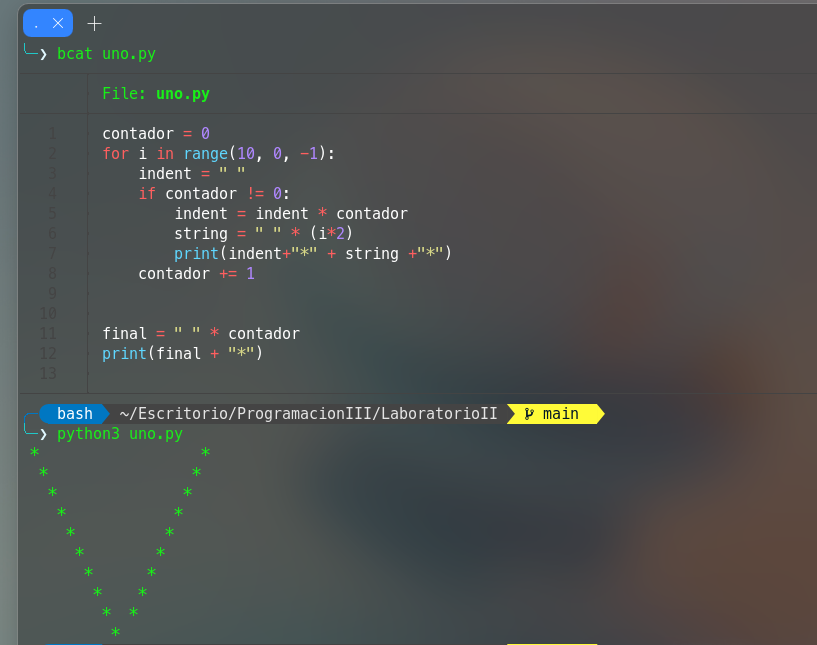 .
bcat uno.py
File: uno.py
1 contador = 0
2 for i in range(10, 0, -1):
3     indent = " "
4     if contador != 0:
5         indent = indent * contador
6         string = " " * (i*2)
7         print(indent+"*" + string +"*")
8     contador += 1
9
10
11 final = " " * contador
12 print(final + "*")
13
bash ~/Escritorio/ProgramacionIII/LaboratorioII main
❯ python3 uno.py
 *                  *
  *                *
   *              *
    *            *
     *          *
      *        *
       *      *
        *    *
         *  *
          *